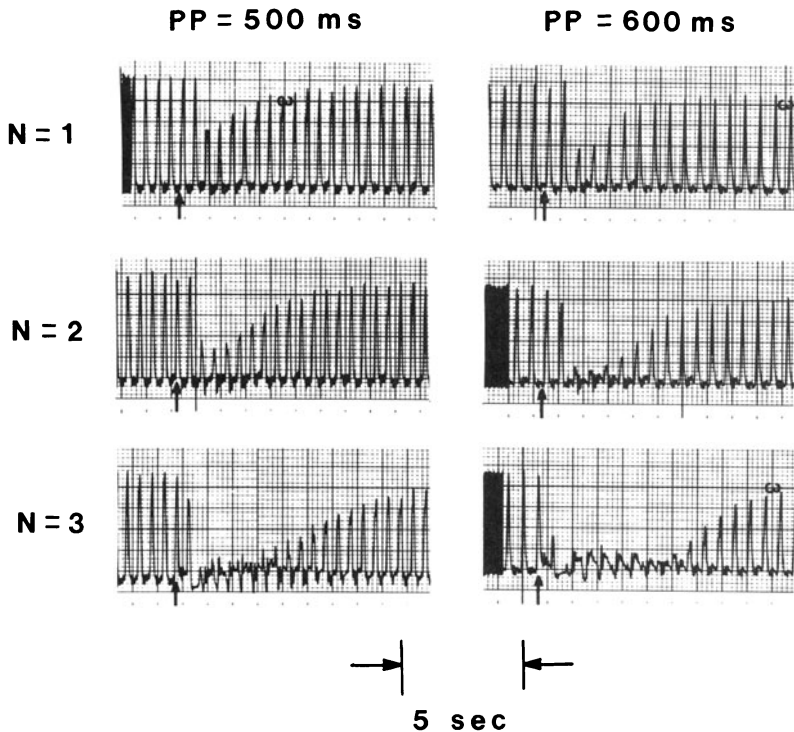 PP = 500 ms
PP = 600 ms
N = 1
N = 2
N = 3
5 sec